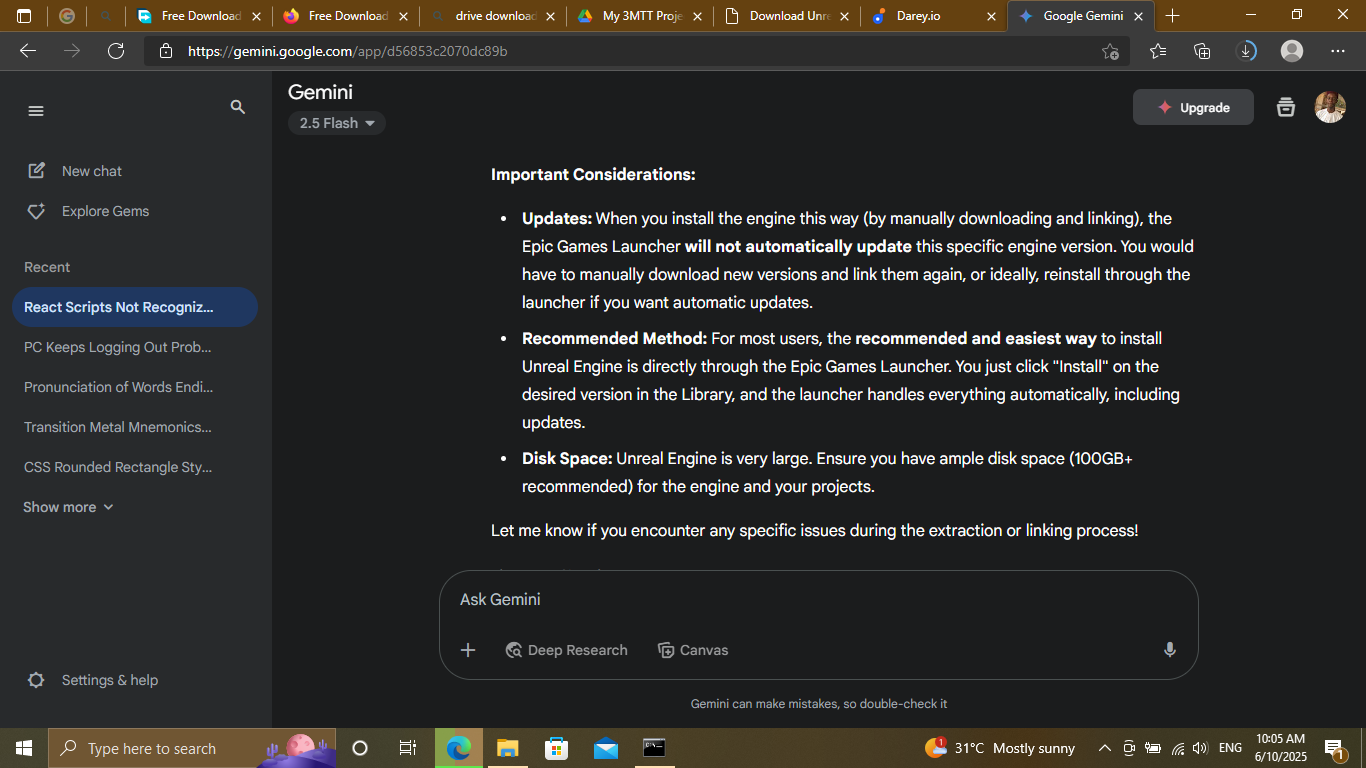 Free Download
Free Download
drive download
My 3MTT Proje
Download Unre
Darey.io
Google Gemini
https://gemini.google.com/app/d56853c2070dc89b
Gemini
2.5 Flash
Upgrade
New chat
Explore Gems
Recent
React Scripts Not Recogniz...
PC Keeps Logging Out Prob...
Pronunciation of Words Endi...
Transition Metal Mnemonics...
CSS Rounded Rectangle Sty...
Show more
Settings & help
Important Considerations:
• Updates: When you install the engine this way (by manually downloading and linking), the
Epic Games Launcher will not automatically update this specific engine version. You would
have to manually download new versions and link them again, or ideally, reinstall through the
launcher if you want automatic updates.
• Recommended Method: For most users, the recommended and easiest way to install
Unreal Engine is directly through the Epic Games Launcher. You just click "Install" on the
desired version in the Library, and the launcher handles everything automatically, including
updates.
• Disk Space: Unreal Engine is very large. Ensure you have ample disk space (100GB+
recommended) for the engine and your projects.
Let me know if you encounter any specific issues during the extraction or linking process!
Ask Gemini
Deep Research
Canvas
Gemini can make mistakes, so double-check it
Type here to search
1
31°C Mostly sunny
ENG
10:05 AM
6/10/2025
1